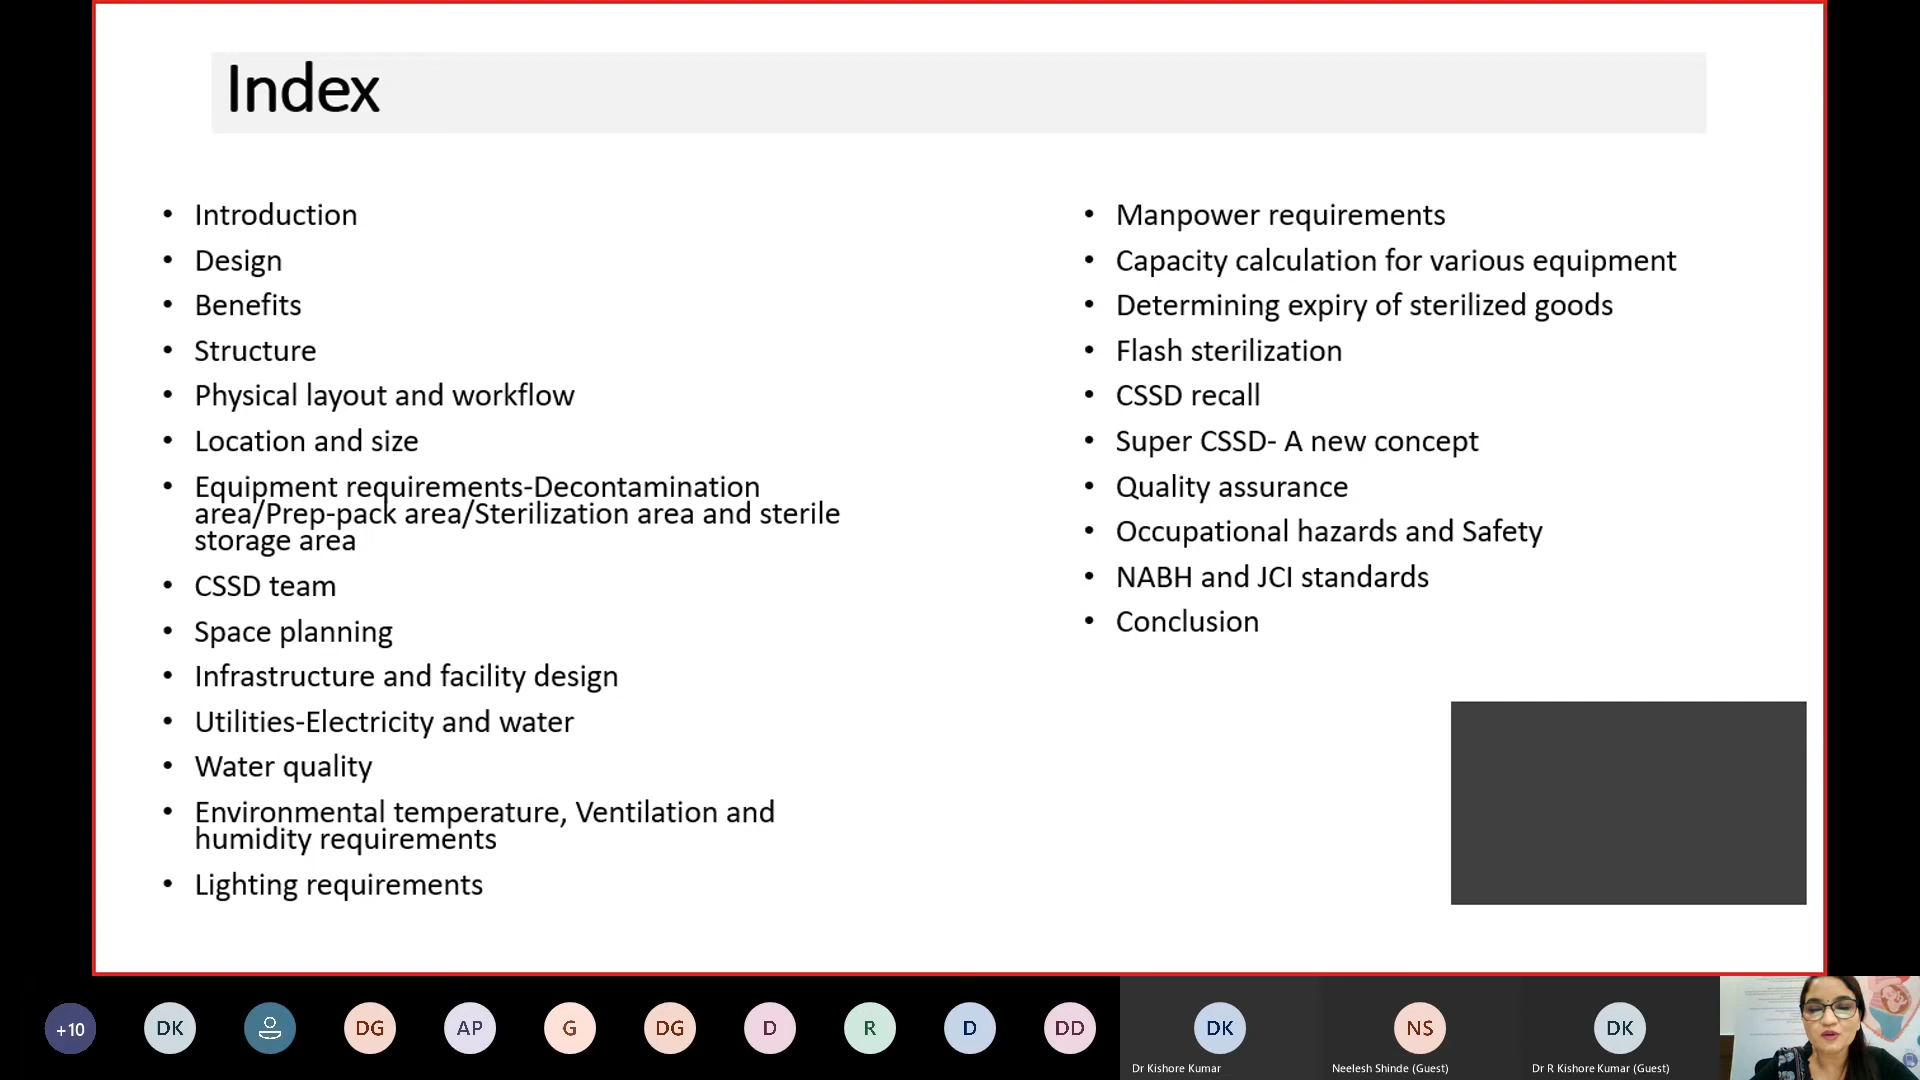 Index
• Introduction
• Design
• Benefits
• Structure
• Physical layout and workflow
• Location and size
• Equipment requirements-Decontamination
area/Prep-pack area/Sterilization area and sterile
storage area
• CSSD team
• Space planning
• Infrastructure and facility design
• Utilities-Electricity and water
• Water quality
• Environmental temperature, Ventilation and
humidity requirements
• Lighting requirements
• Manpower requirements
• Capacity calculation for various equipment
• Determining expiry of sterilized goods
• Flash sterilization
• CSSD recall
• Super CSSD- A new concept
• Quality assurance
• Occupational hazards and Safety
• NABH and JCI standards
• Conclusion
+10
DK
DG
AP
G
DG
D
R
D
DD
DK
Dr Kishore Kumar
NS
Neelesh Shinde (Guest)
DK
Dr R Kishore Kumar (Guest)